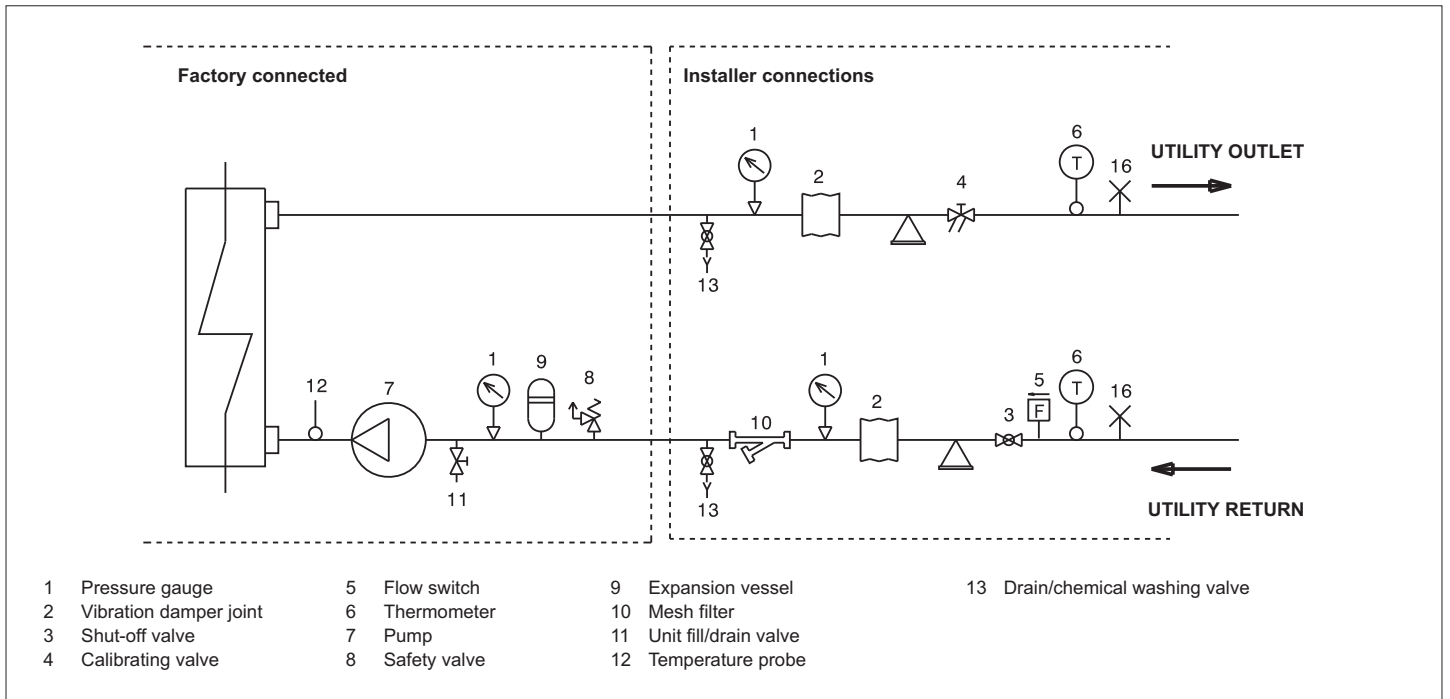 Factory connected
Installer connections
1
2
4
6
16
UTILITY OUTLET
T
13
12
7
1
9
8
10
1
2
3
5
6
16
F
T
11
13
UTILITY RETURN
1 Pressure gauge
2 Vibration damper joint
3 Shut-off valve
4 Calibrating valve
5 Flow switch
6 Thermometer
7 Pump
8 Safety valve
9 Expansion vessel
10 Mesh filter
11 Unit fill/drain valve
12 Temperature probe
13 Drain/chemical washing valve